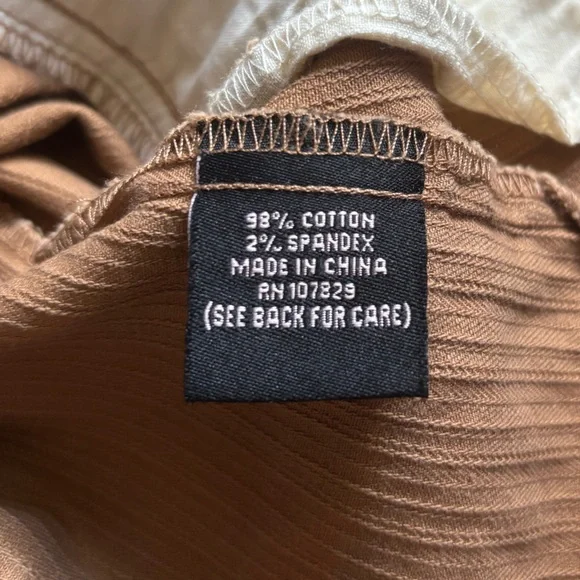 98% COTTON
2% SPANDEX
MADE IN CHINA
RN 107829
(SEE BACK FOR CARE)